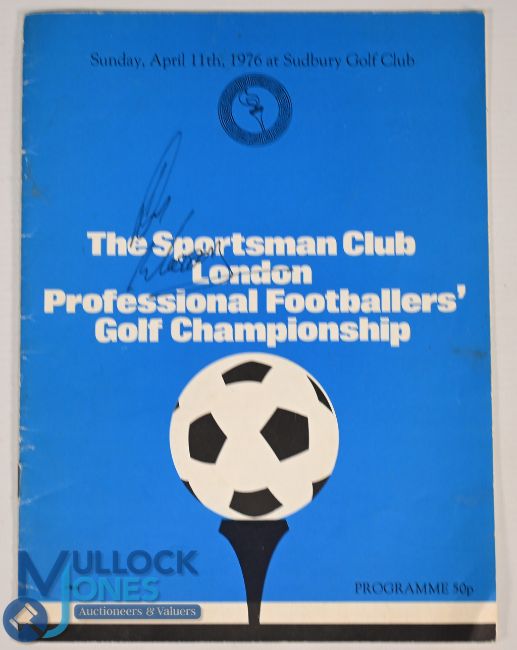 Sunday, April 11th, 1976 at Sudbury Golf Club
The Sportsman Club
London
Professional Footballers'
Golf Championship
PROGRAMME 50p
MULLOCK
JONES
Auctioneers & Valuers